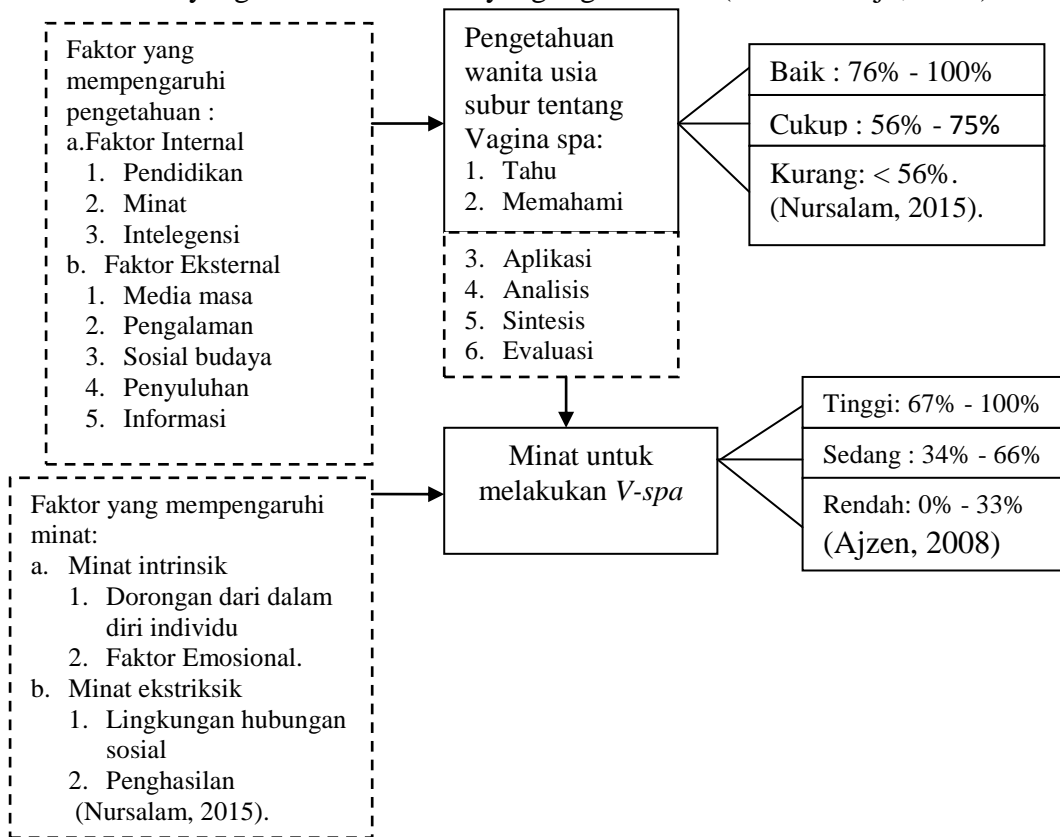 Faktor yang
mempengaruhi
pengetahuan :
a.Faktor Internal
1. Pendidikan
2. Minat
3. Intelegensi
b. Faktor Eksternal
1. Media masa
2. Pengalaman
3. Sosial budaya
4. Penyuluhan
5. Informasi
Pengetahuan
wanita usia
subur tentang
Vagina spa:
1. Tahu
2. Memahami
3. Aplikasi
4. Analisis
5. Sintesis
6. Evaluasi
Baik : 76% - 100%
Cukup : 56% - 75%
Kurang: < 56%.
(Nursalam, 2015).
Faktor yang mempengaruhi
minat:
a. Minat intrinsik
1. Dorongan dari dalam
diri individu
2. Faktor Emosional.
b. Minat ekstriksik
1. Lingkungan hubungan
sosial
2. Penghasilan
(Nursalam, 2015).
Minat untuk
melakukan V-spa
Tinggi: 67% - 100%
Sedang : 34% - 66%
Rendah: 0% - 33%
(Ajzen, 2008)